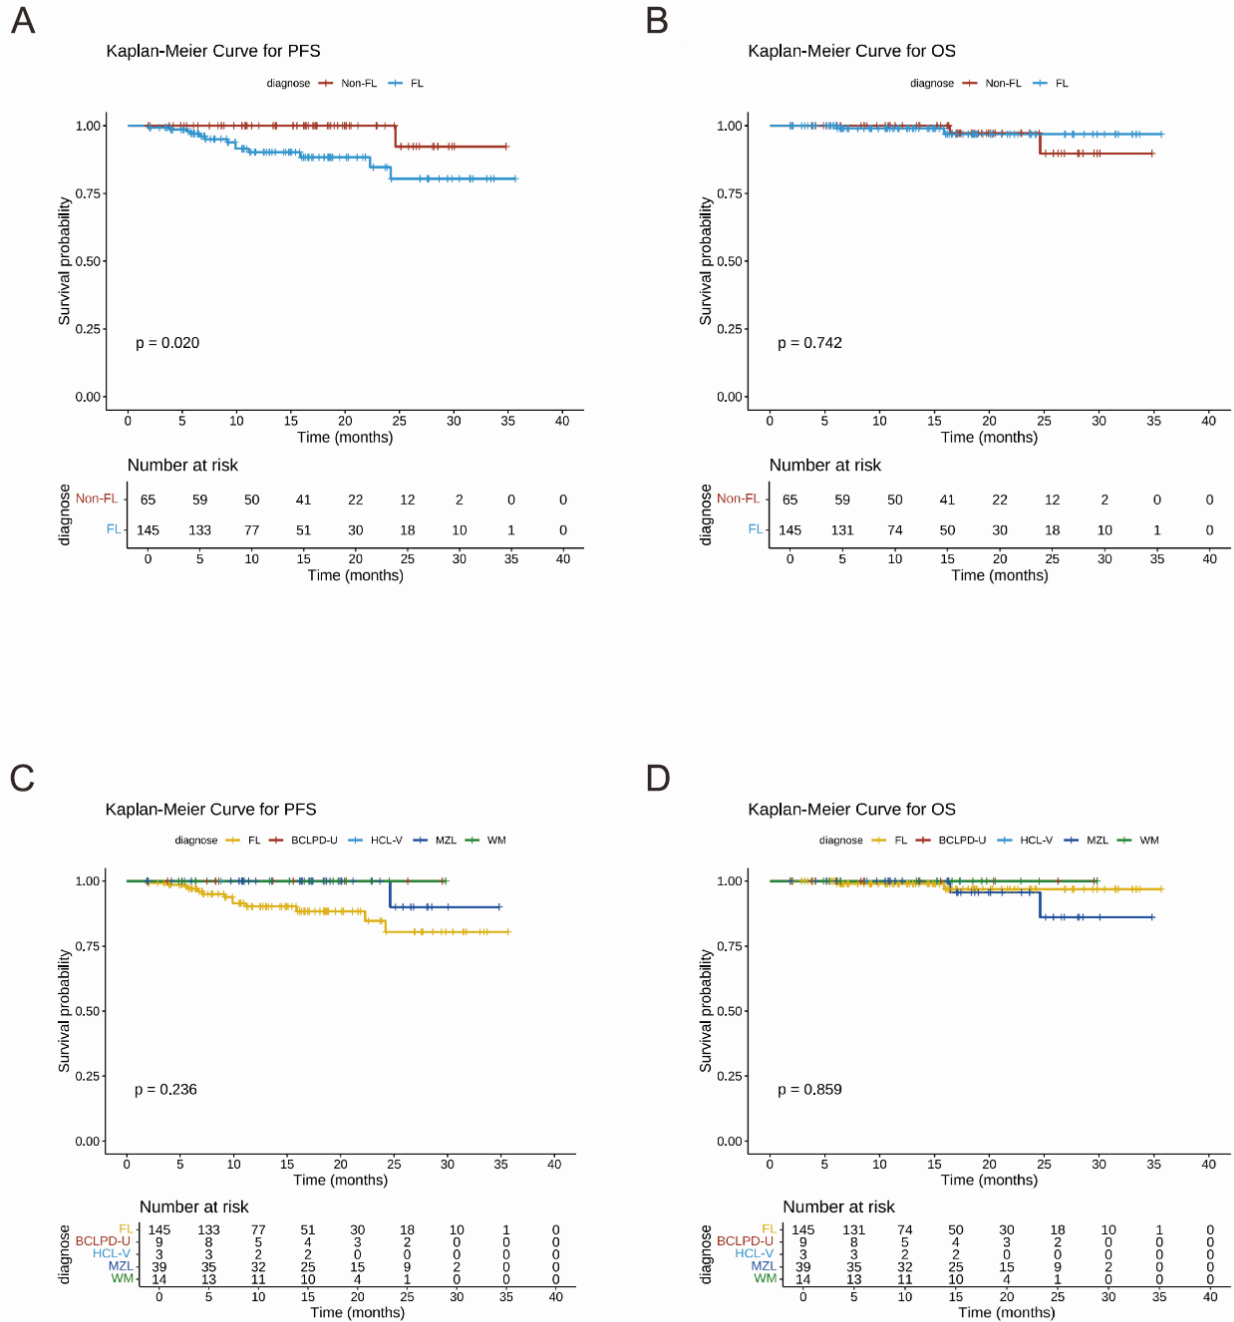 A
Kaplan-Meier Curve for PFS
diagnose Non-FL FL
1.00
0.75
0.50
0.25
0.00
Survival probability
p = 0.020
0 5 10 15 20 25 30 35 40
Time (months)
Number at risk
diagnose
Non-FL 65 59 50 41 22 12 2 0 0
FL 145 133 77 51 30 18 10 1 0
0 5 10 15 20 25 30 35 40
Time (months)
B
Kaplan-Meier Curve for OS
diagnose Non-FL FL
1.00
0.75
0.50
0.25
0.00
Survival probability
p = 0.742
0 5 10 15 20 25 30 35 40
Time (months)
Number at risk
diagnose
Non-FL 65 59 50 41 22 12 2 0 0
FL 145 131 74 50 30 18 10 1 0
0 5 10 15 20 25 30 35 40
Time (months)
C
Kaplan-Meier Curve for PFS
diagnose FL BCLPD-U HCL-V MZL WM
1.00
0.75
0.50
0.25
0.00
Survival probability
p = 0.236
0 5 10 15 20 25 30 35 40
Time (months)
Number at risk
diagnose
FL 145 133 77 51 30 18 10 1 0
BCLPD-U 9 8 5 4 3 2 0 0 0
HCL-V 3 3 2 2 0 0 0 0 0
MZL 39 35 32 25 15 9 2 0 0
WM 14 13 11 10 4 1 0 0 0
0 5 10 15 20 25 30 35 40
Time (months)
D
Kaplan-Meier Curve for OS
diagnose FL BCLPD-U HCL-V MZL WM
1.00
0.75
0.50
0.25
0.00
Survival probability
p = 0.859
0 5 10 15 20 25 30 35 40
Time (months)
Number at risk
diagnose
FL 145 131 74 50 30 18 10 1 0
BCLPD-U 9 8 5 4 3 2 0 0 0
HCL-V 3 3 2 2 0 0 0 0 0
MZL 39 35 32 25 15 9 2 0 0
WM 14 13 11 10 4 1 0 0 0
0 5 10 15 20 25 30 35 40
Time (months)